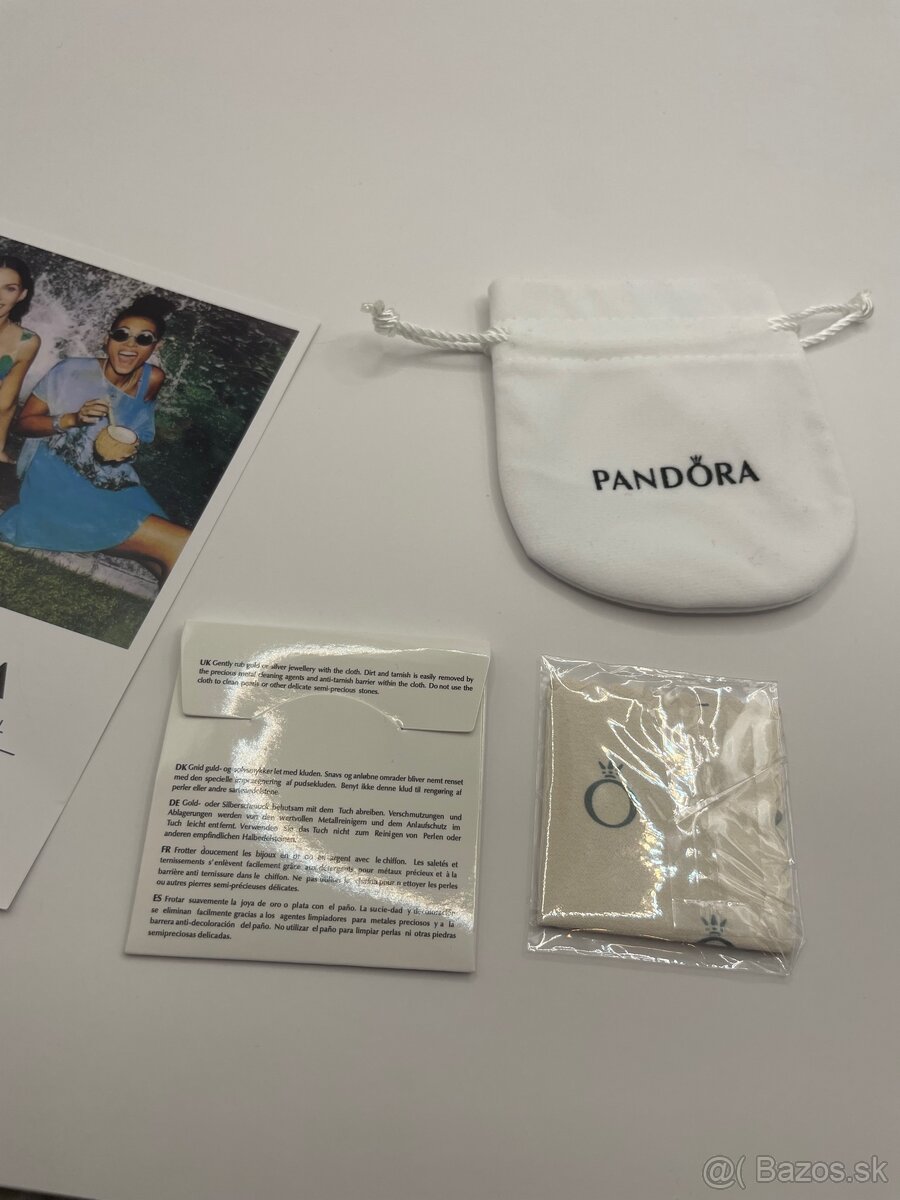 PANDORA
UK Gently rub gold or silver jewellery with the cloth. Dirt and tarnish is easily removed by
the precious metal cleaning agents and anti-tarnish barrier within the cloth. Do not use the
cloth to clean pearls or other delicate semi-precious stones.
DK Gnid guld- og sølvsmykker let med kluden. Snavs og anløbne områder bliver nemt renset
med den specielle imprægnering af pudsekluden. Benyt ikke denne klud til rengøring af
perler eller andre
DE Gold- oder Silberschmuck behutsam mit dem Tuch abreiben. Verschmutzungen und
Ablagerungen werden von den wertvollen Metallreinigern und dem Anlaufschutz im
Tuch leicht entfernt. Verwenden Sie das Tuch nicht zum Reinigen von Perlen oder
anderen empfindlichen Halbedelsteinen.
FR Frotter doucement les bijoux en or ou en argent avec le chiffon. Les saletés et
ternissements s'enlèvent facilement grâce aux détergents pour métaux précieux et à la
barrière anti ternissure dans le chiffon. Ne pas utiliser le chiffon pour n ettoyer les perles
ou autres pierres semi-précieuses délicates.
ES Frotar suavemente la joya de oro o plata con el paño. La sucie-dad y decoloración
se eliminan facilmente gracias a los agentes limpiadores para metales preciosos y a la
barrera anti-decoloración del paño. No utilizar el paño para limpiar perlas ni otras piedras
semipreciosas delicadas.
@( Bazos.sk